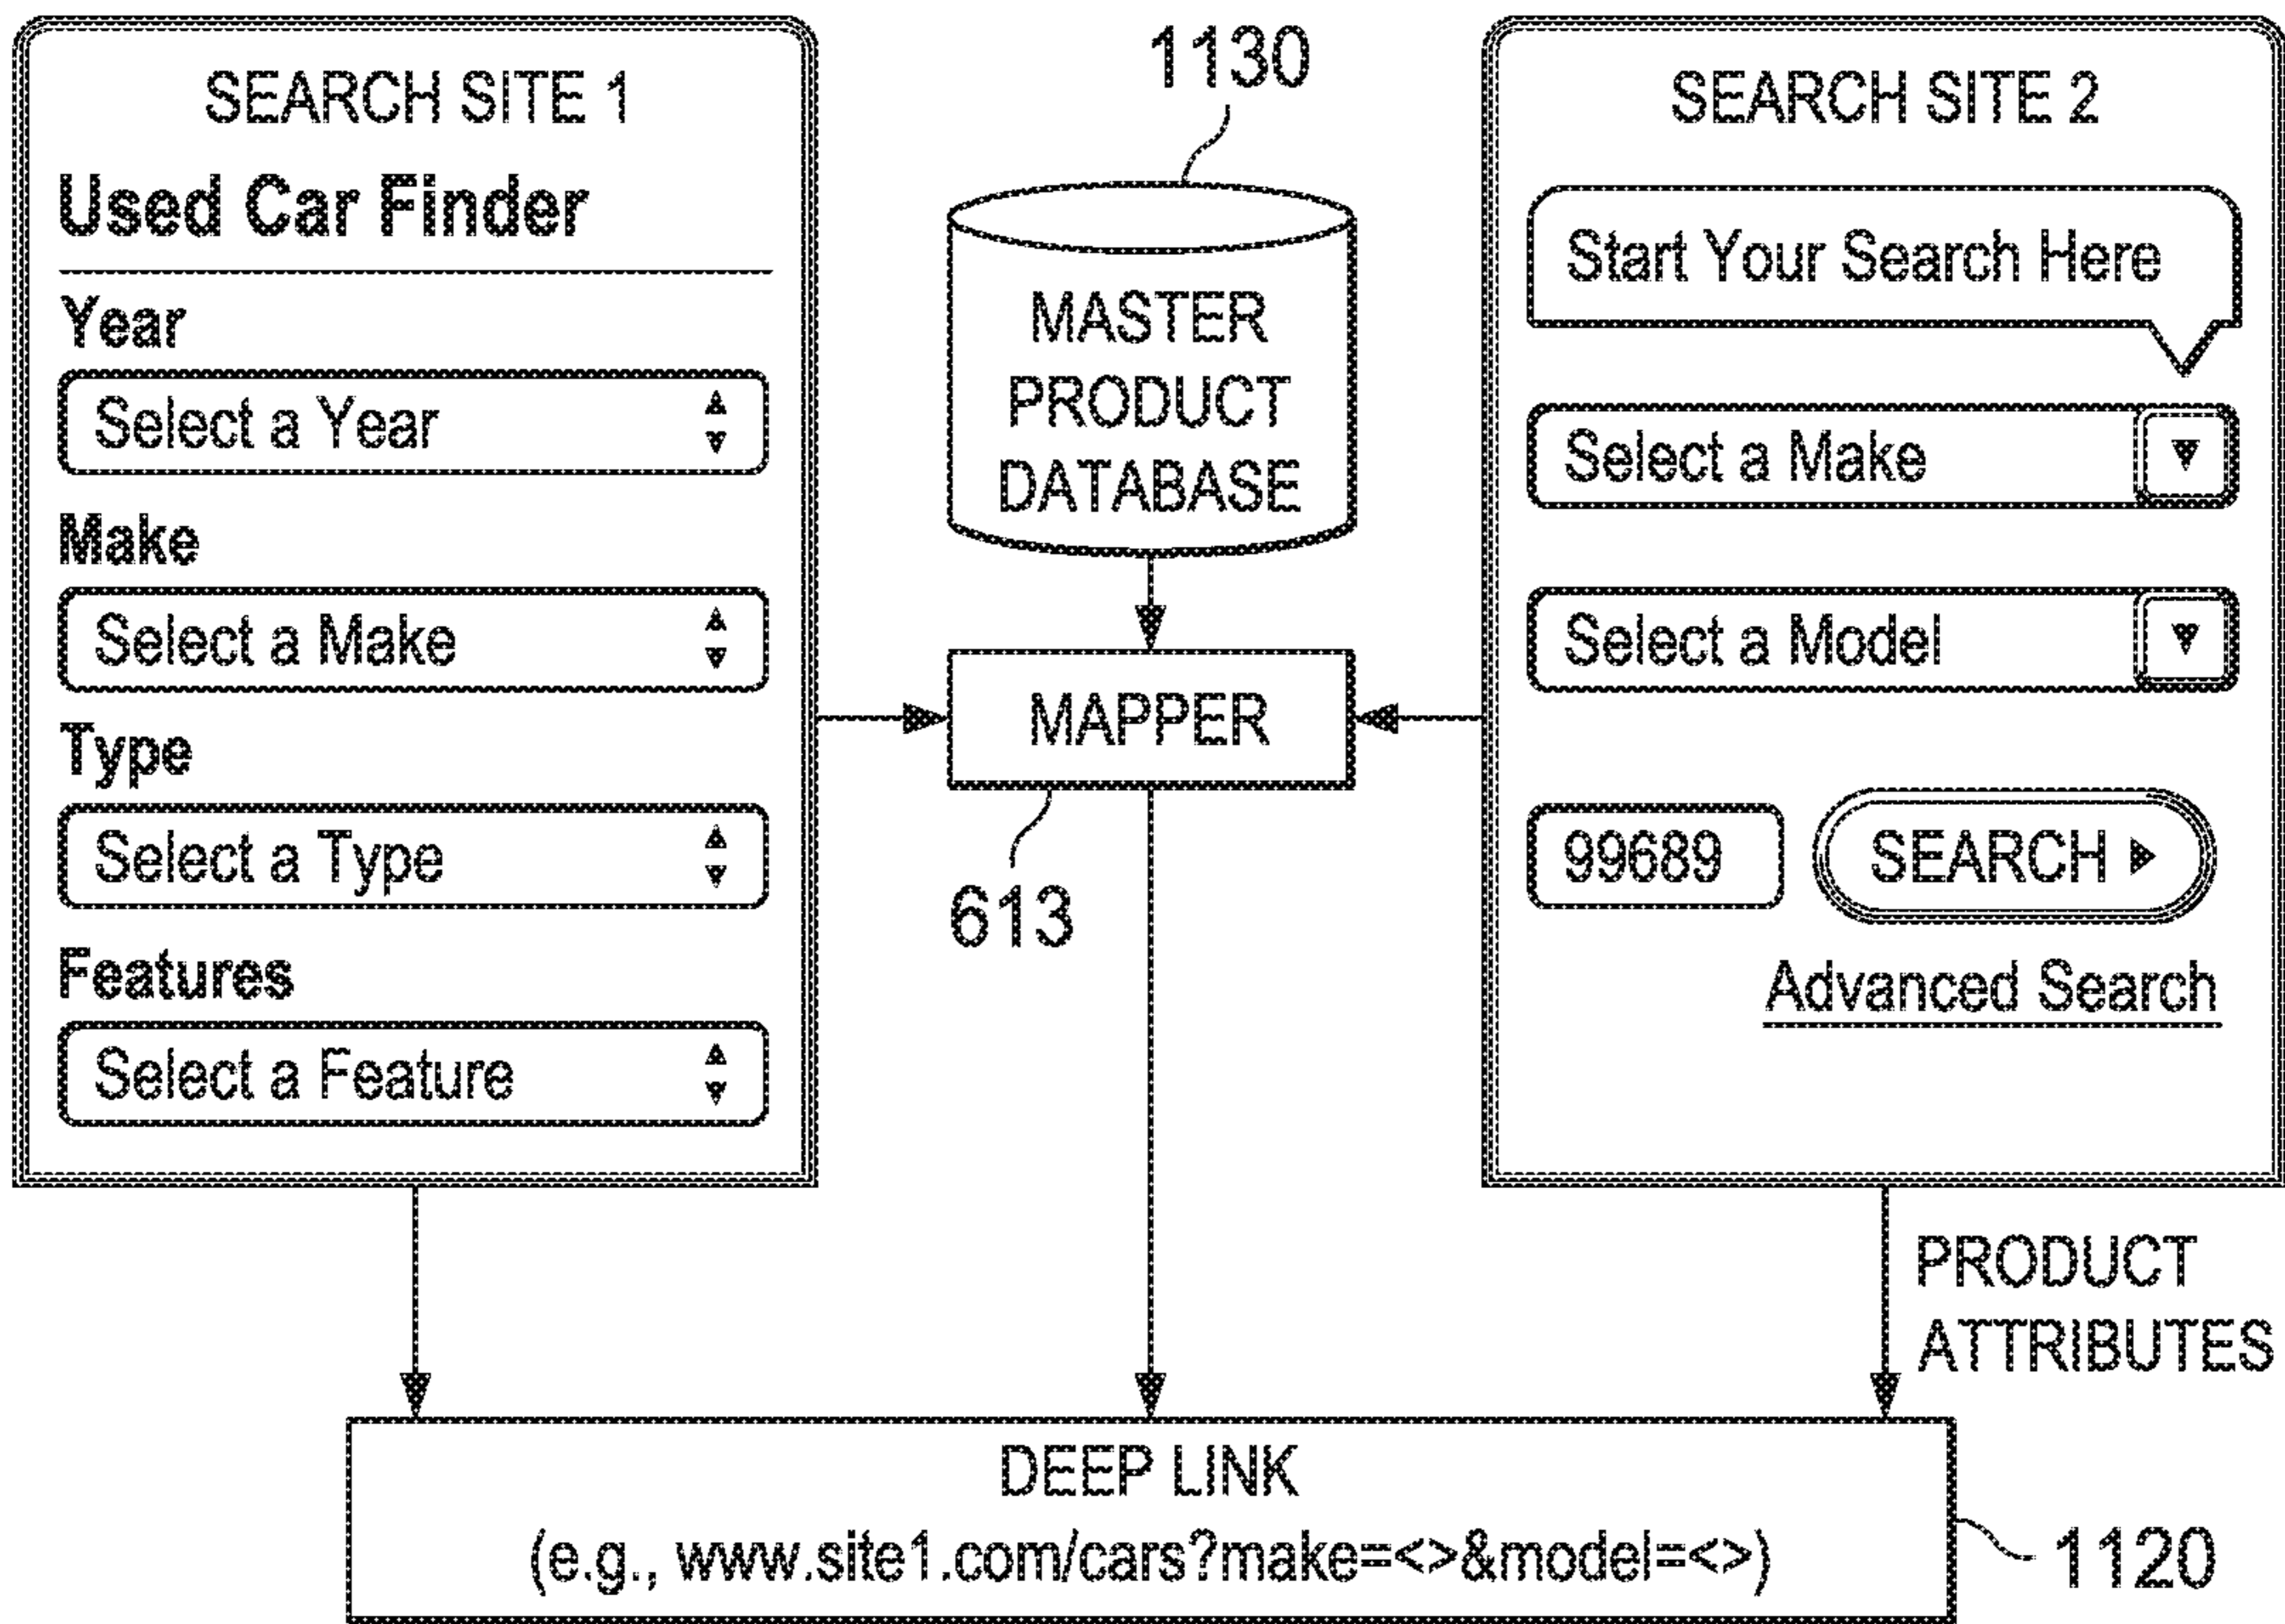 SEARCH SITE 1
Used Car Finder
Year
Select a Year
Make
Select a Make
Type
Select a Type
Features
Select a Feature
1130
MASTER
PRODUCT
DATABASE
MAPPER
613
SEARCH SITE 2
Start Your Search Here
Select a Make
Select a Model
99689
SEARCH
Advanced Search
PRODUCT
ATTRIBUTES
DEEP LINK
(e.g., www.site1.com/cars?make=<>&model=<>)
1120